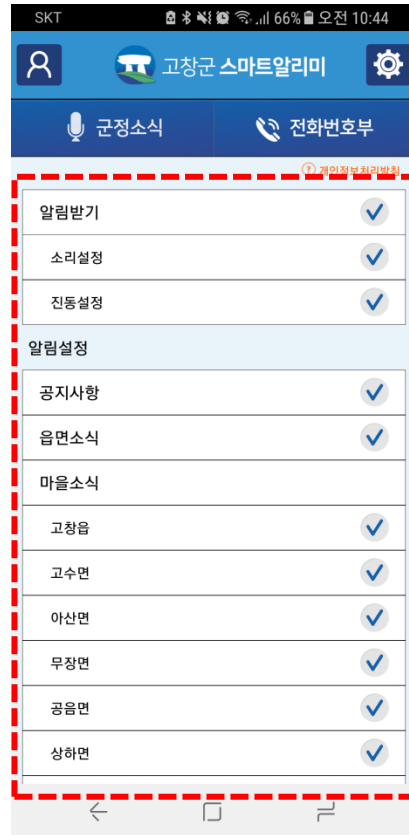 SKT 66% 오전 10:44
고창군 스마트알리미
군정소식 전화번호부
? 개인정보처리방침
알림받기
소리설정
진동설정
알림설정
공지사항
읍면소식
마을소식
고창읍
고수면
아산면
무장면
공음면
상하면